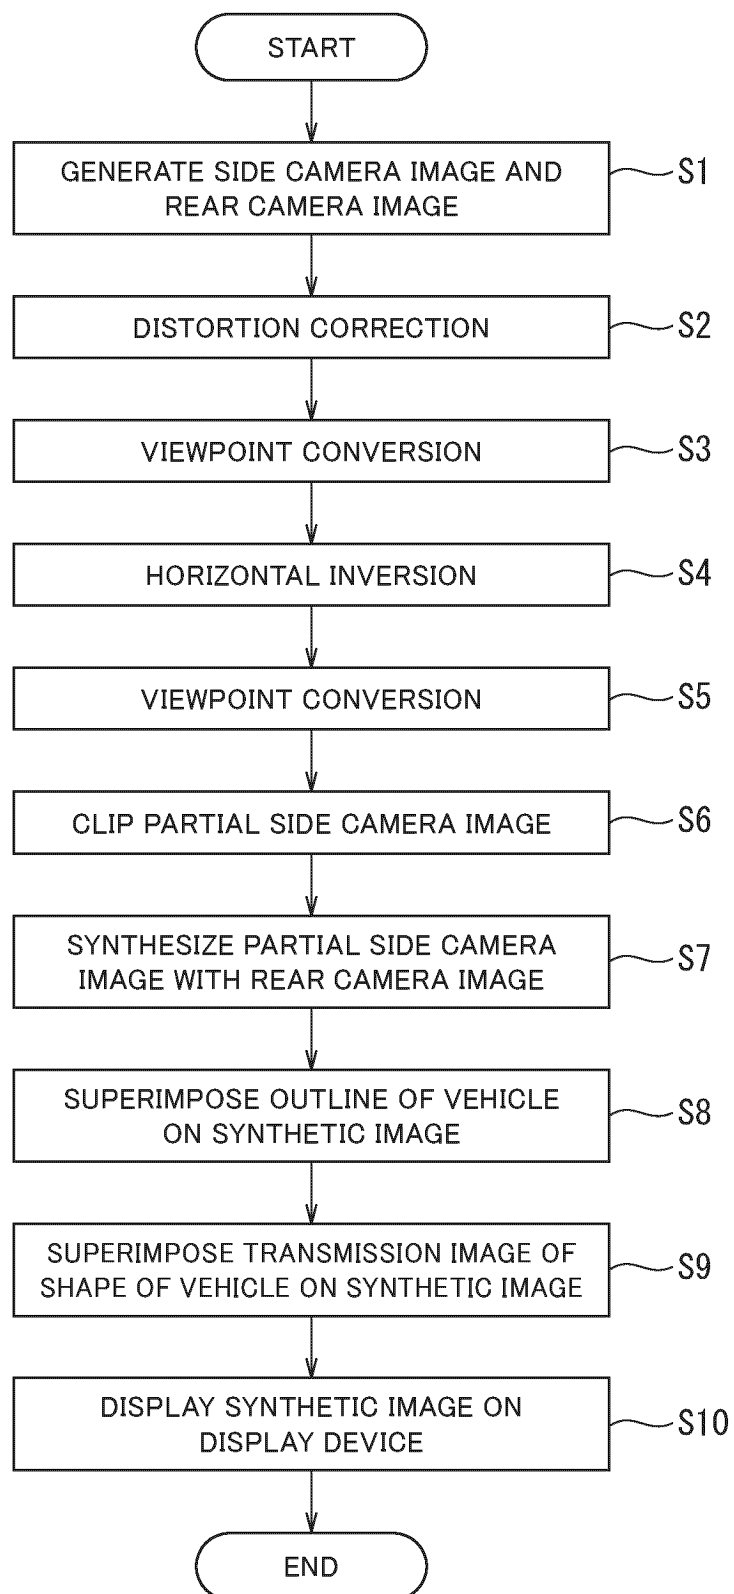 START
GENERATE SIDE CAMERA IMAGE AND
REAR CAMERA IMAGE
S1
DISTORTION CORRECTION
S2
VIEWPOINT CONVERSION
S3
HORIZONTAL INVERSION
S4
VIEWPOINT CONVERSION
S5
CLIP PARTIAL SIDE CAMERA IMAGE
S6
SYNTHESIZE PARTIAL SIDE CAMERA
IMAGE WITH REAR CAMERA IMAGE
S7
SUPERIMPOSE OUTLINE OF VEHICLE
ON SYNTHETIC IMAGE
S8
SUPERIMPOSE TRANSMISSION IMAGE OF
SHAPE OF VEHICLE ON SYNTHETIC IMAGE
S9
DISPLAY SYNTHETIC IMAGE ON
DISPLAY DEVICE
S10
END